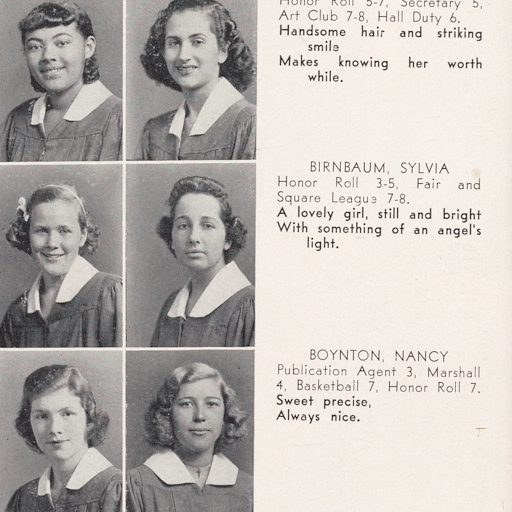 Honor Roll 5-7, Secretary 5,
Art Club 7-8, Hall Duty 6.
Handsome hair and striking
smile
Makes knowing her worth
while.
BIRNBAUM, SYLVIA
Honor Roll 3-5, Fair and
Square League 7-8.
A lovely girl, still and bright
With something of an angel's
light.
BOYNTON, NANCY
Publication Agent 3, Marshall
4, Basketball 7, Honor Roll 7.
Sweet precise,
Always nice.